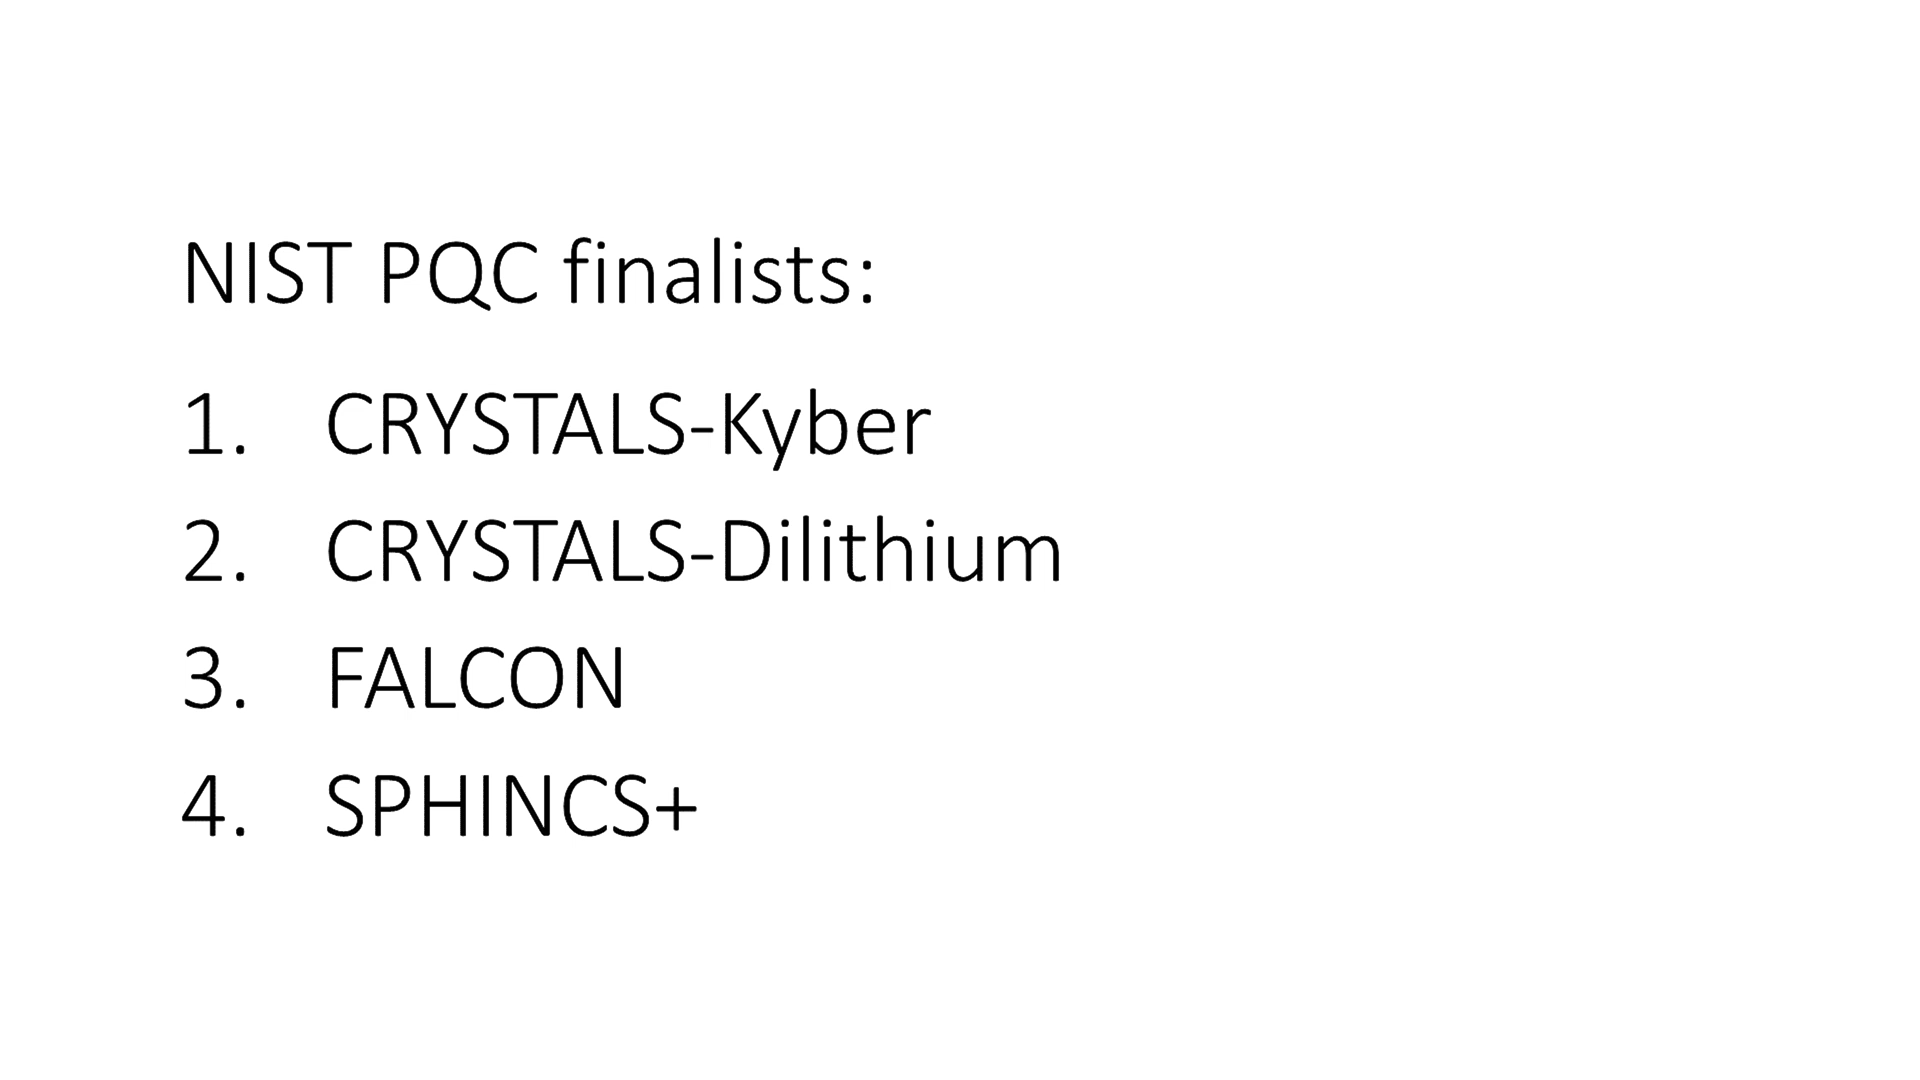 NIST PQC finalists:
1. CRYSTALS-Kyber
2. CRYSTALS-Dilithium
3. FALCON
4. SPHINCS+